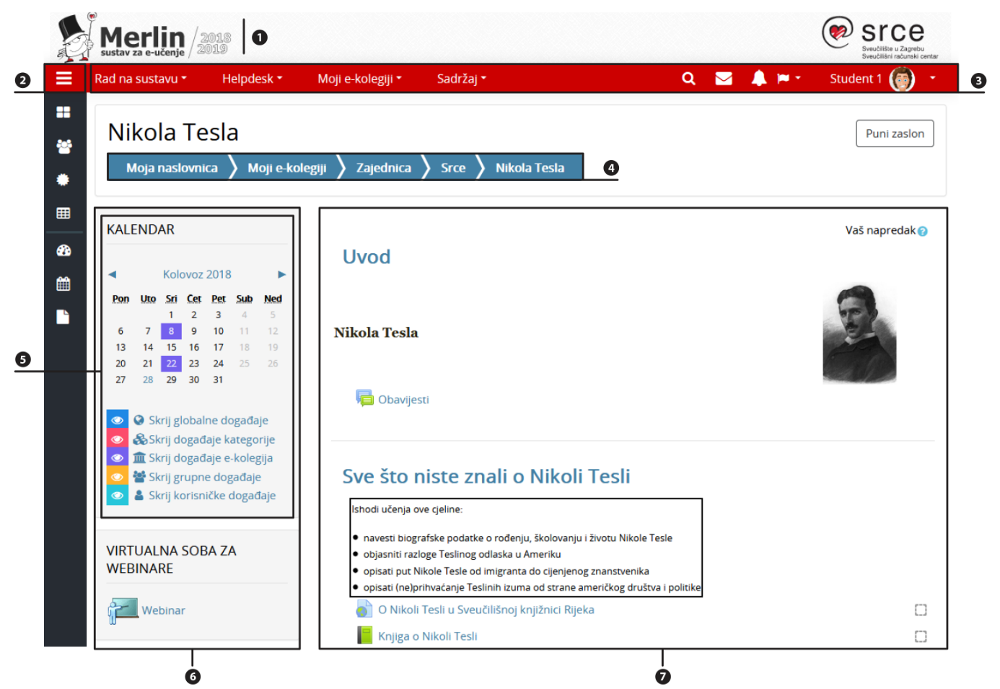 Merlin 2018
2019
sustav za e-učenje
1
srce
Sveučilište u Zagrebu
Sveučilišni računski centar
2
Rad na sustavu Helpdesk Moji e-kolegiji Sadržaj Student 1
3
Nikola Tesla
Puni zaslon
Moja naslovnica Moji e-kolegiji Zajednica Srce Nikola Tesla
4
KALENDAR
Kolovoz 2018
Pon Uto Sri Čet Pet Sub Ned
1 2 3 4 5
6 7 8 9 10 11 12
13 14 15 16 17 18 19
20 21 22 23 24 25 26
27 28 29 30 31
5
Skrij globalne događaje
Skrij događaje kategorije
Skrij događaje e-kolegija
Skrij grupne događaje
Skrij korisničke događaje
VIRTUALNA SOBA ZA
WEBINARE
Webinar
6
Vaš napredak ?
Uvod
Nikola Tesla
Obavijesti
Sve što niste znali o Nikoli Tesli
Ishodi učenja ove cjeline:
● navesti biografske podatke o rođenju, školovanju i životu Nikole Tesle
● objasniti razloge Teslinog odlaska u Ameriku
● opisati put Nikole Tesle od imigranta do cijenjenog znanstvenika
● opisati (ne)prihvaćanje Teslinih izuma od strane američkog društva i politike
O Nikoli Tesli u Sveučilišnoj knjižnici Rijeka
Knjiga o Nikoli Tesli
7